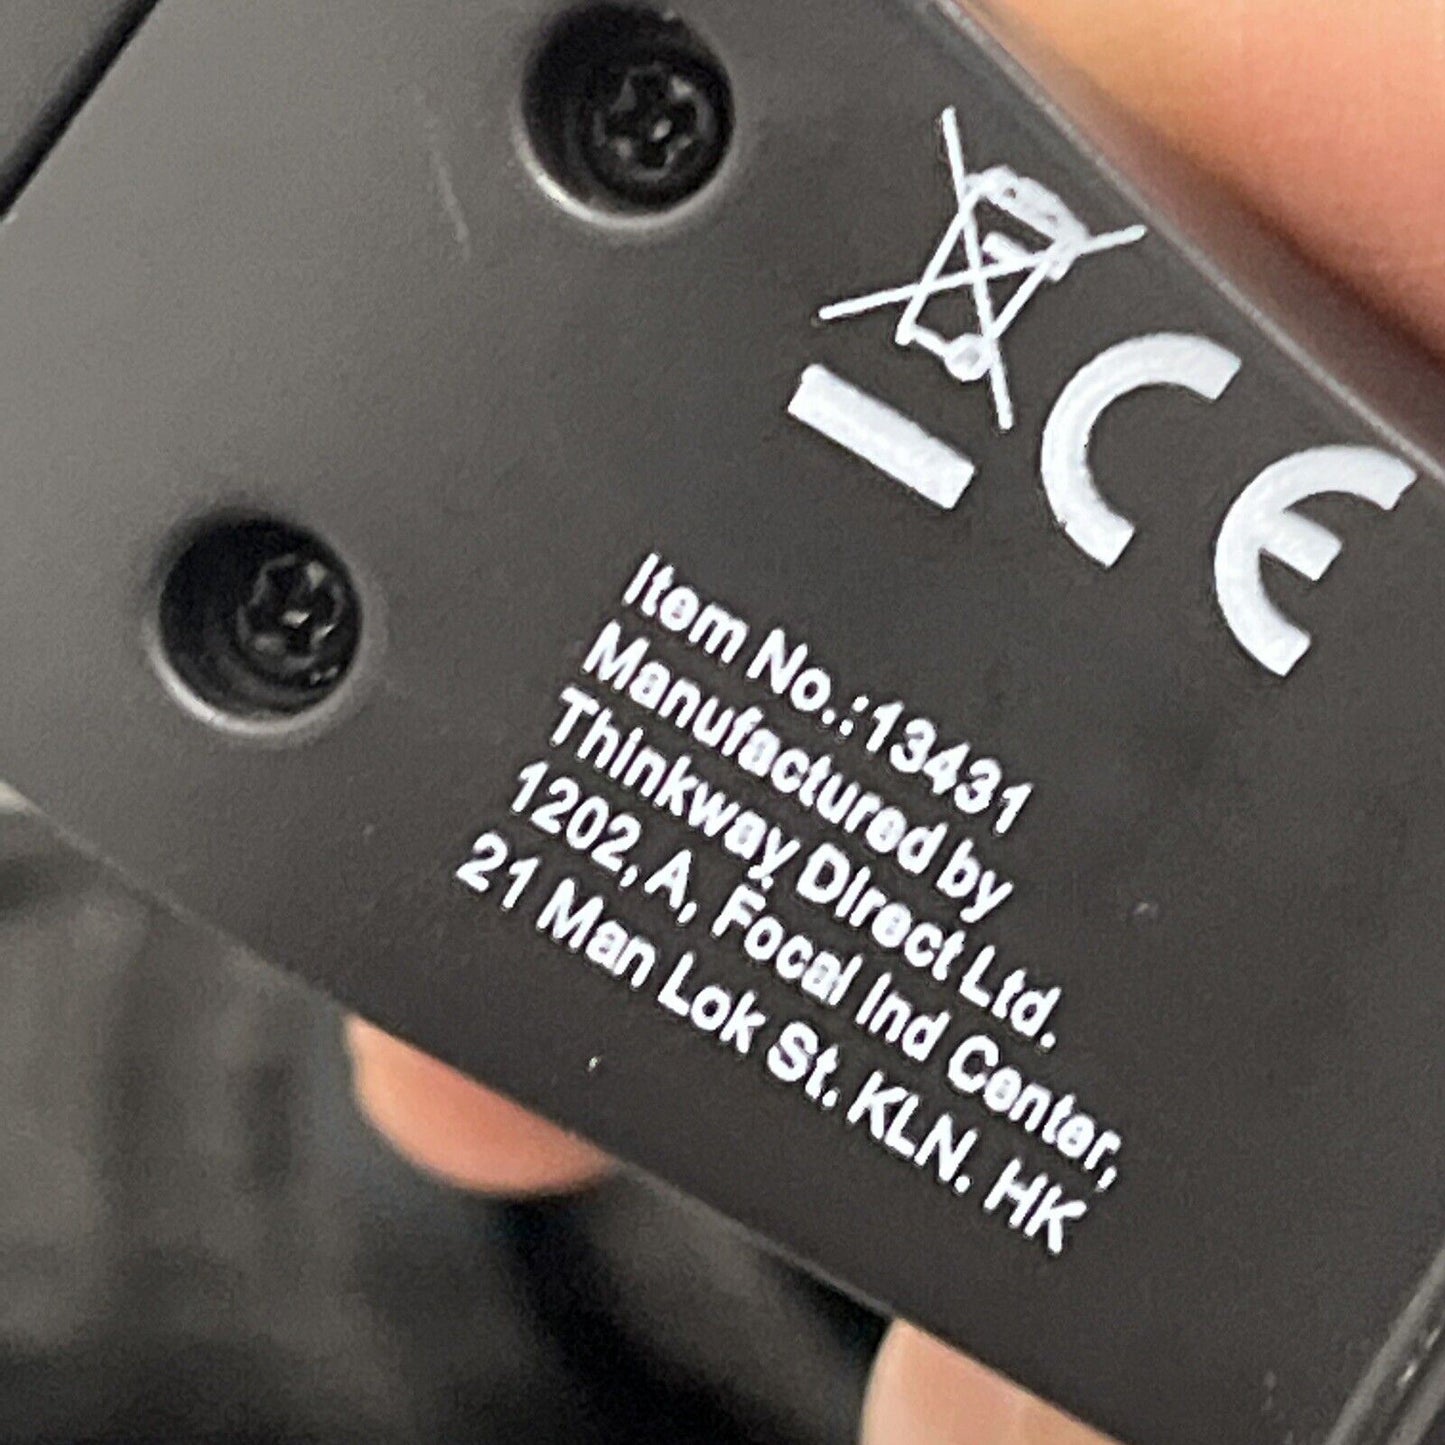 CE
Item No.:13431
Manufactured by
Thinkway Direct Ltd.
1202, A, Focal Ind Center,
21 Man Lok St. KLN. HK